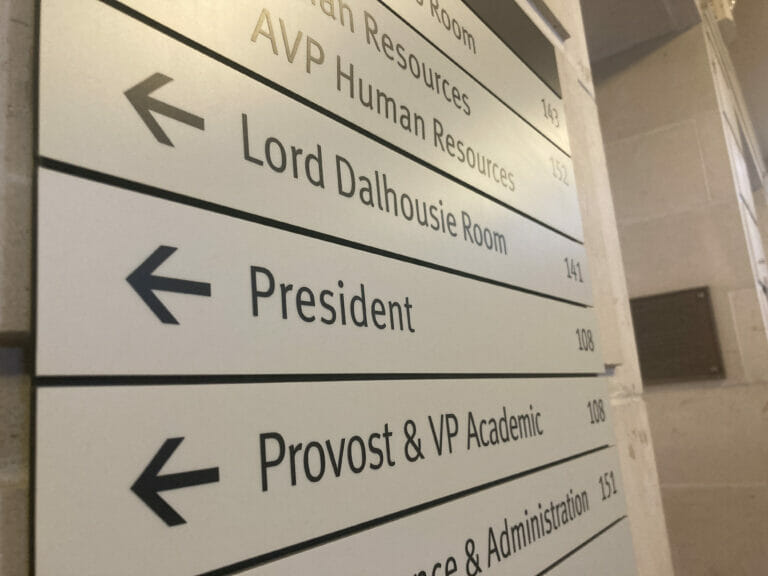 Room 143
Resources
AVP Human Resources 152
← Lord Dalhousie Room 141
← President 108
← Provost & VP Academic 108
& Administration 151